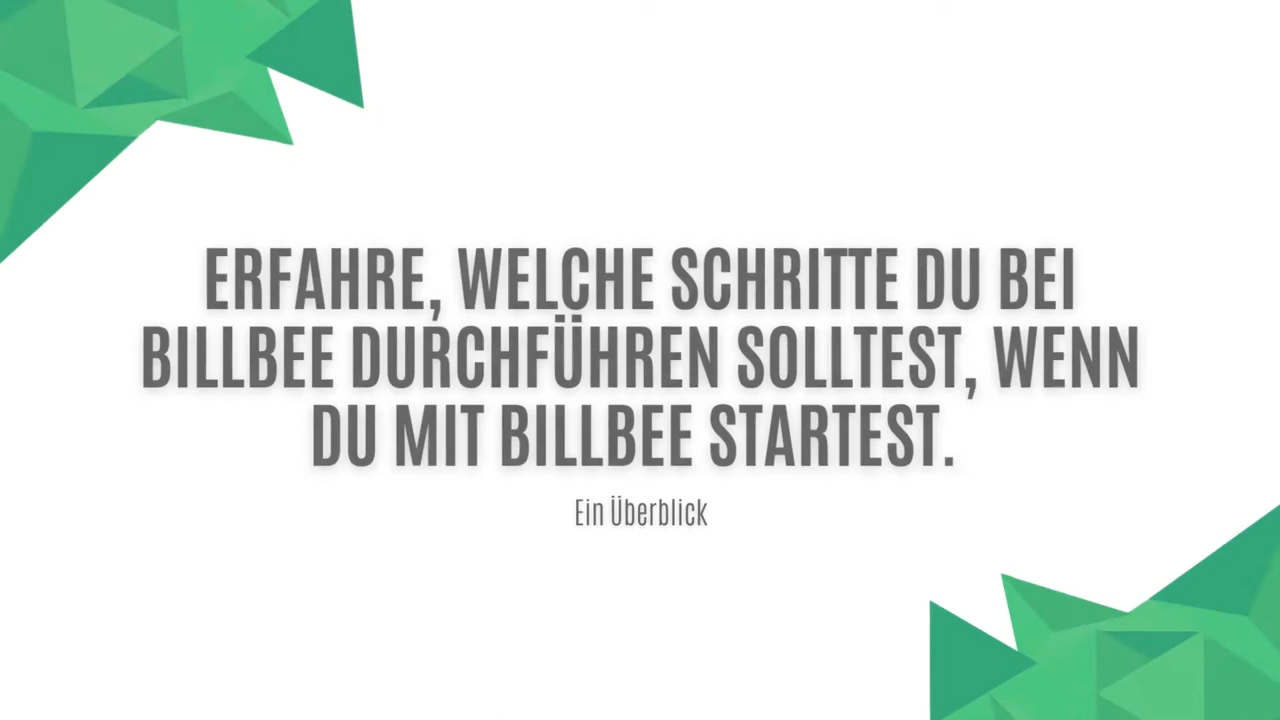 ERFAHRE, WELCHE SCHRITTE DU BEI
BILLBEE DURCHFÜHREN SOLLTEST, WENN
DU MIT BILLBEE STARTEST.
Ein Überblick